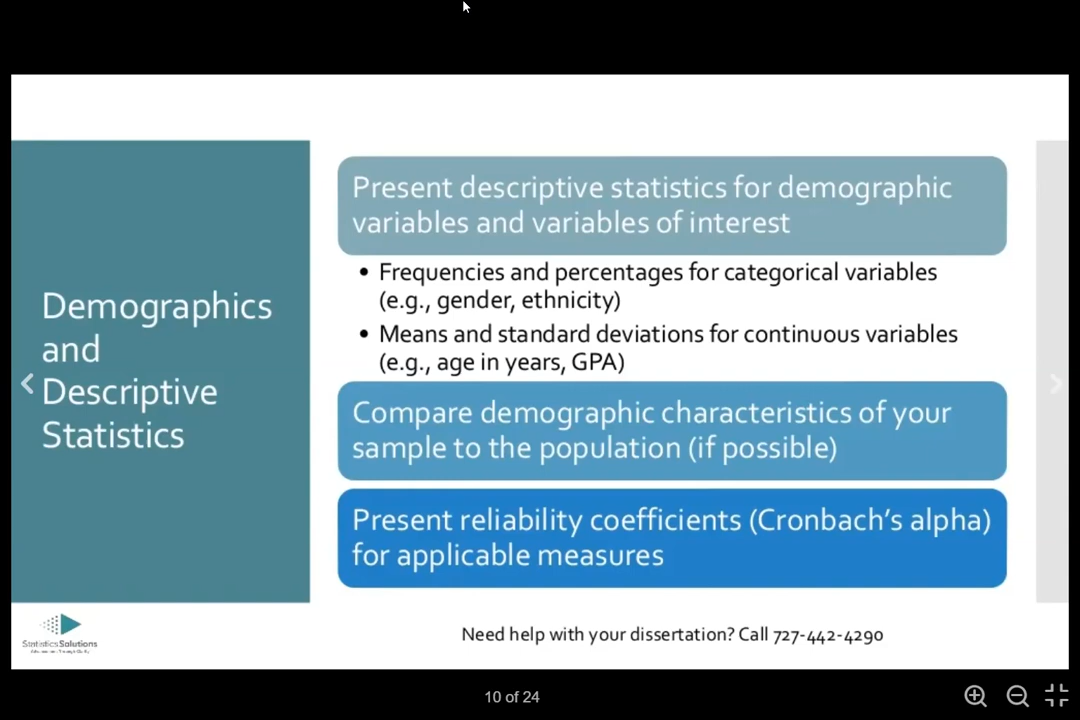 Demographics
and
Descriptive
Statistics
Present descriptive statistics for demographic
variables and variables of interest
• Frequencies and percentages for categorical variables
(e.g., gender, ethnicity)
• Means and standard deviations for continuous variables
(e.g., age in years, GPA)
Compare demographic characteristics of your
sample to the population (if possible)
Present reliability coefficients (Cronbach's alpha)
for applicable measures
StatisticsSolutions
Need help with your dissertation? Call 727-442-4290
10 of 24